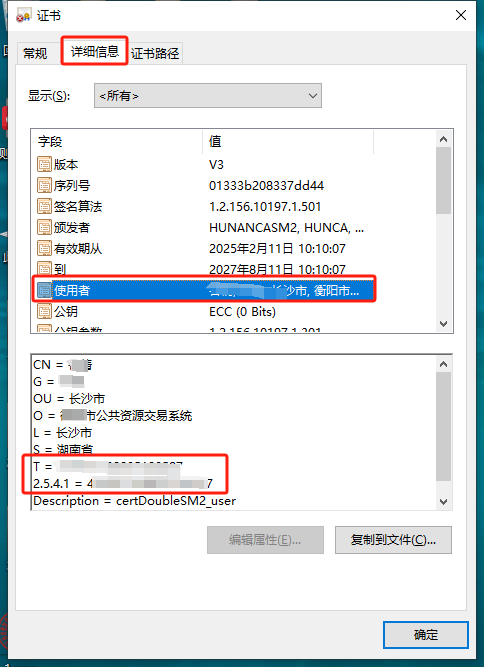 证书
常规 详细信息 证书路径
显示(S): <所有>
字段 值
版本 V3
序列号 01333b208337dd44
签名算法 1.2.156.10197.1.501
颁发者 HUNANCASM2, HUNCA, ...
有效期从 2025年2月11日 10:10:07
到 2027年8月11日 10:10:07
使用者 长沙市, 衡阳市...
公钥 ECC (0 Bits)
公钥参数 1.2.156.10197.1.301
CN =
G =
OU = 长沙市
O = 市公共资源交易系统
L = 长沙市
S = 湖南省
T =
2.5.4.1 = 4 7
Description = certDoubleSM2_user
编辑属性(E)... 复制到文件(C)...
确定